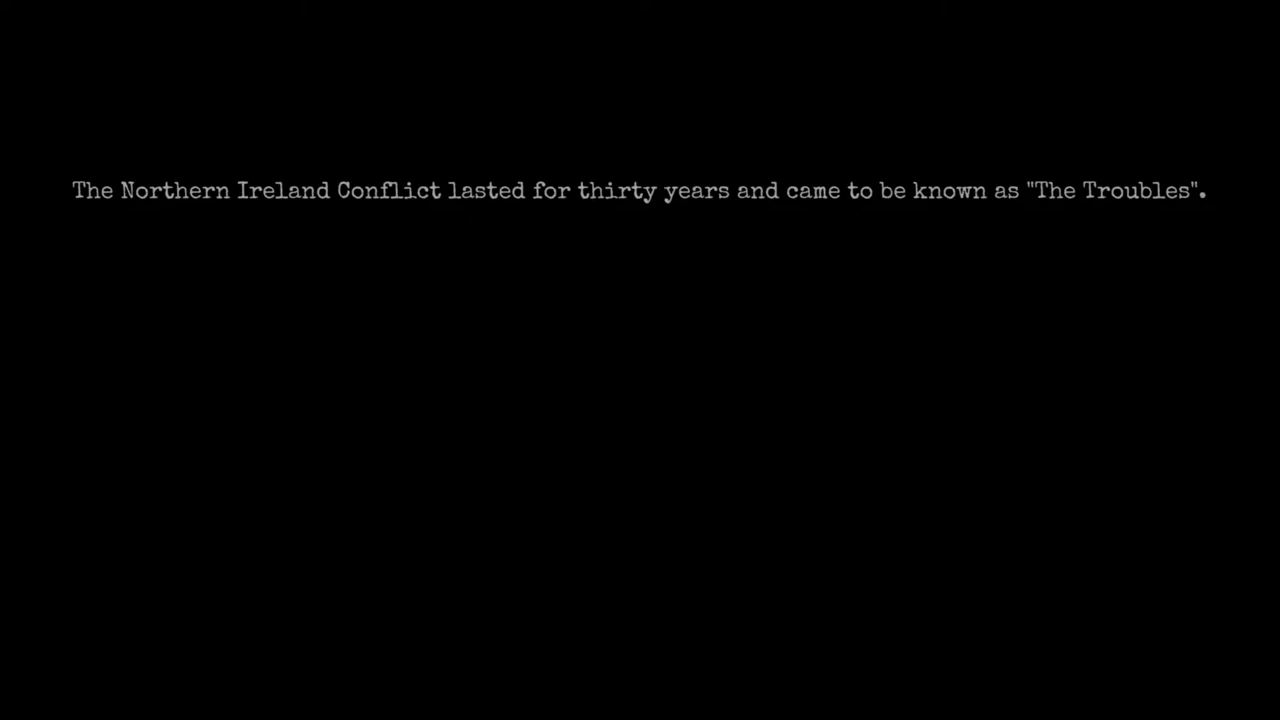 The Northern Ireland Conflict lasted for thirty years and came to be known as "The Troubles".